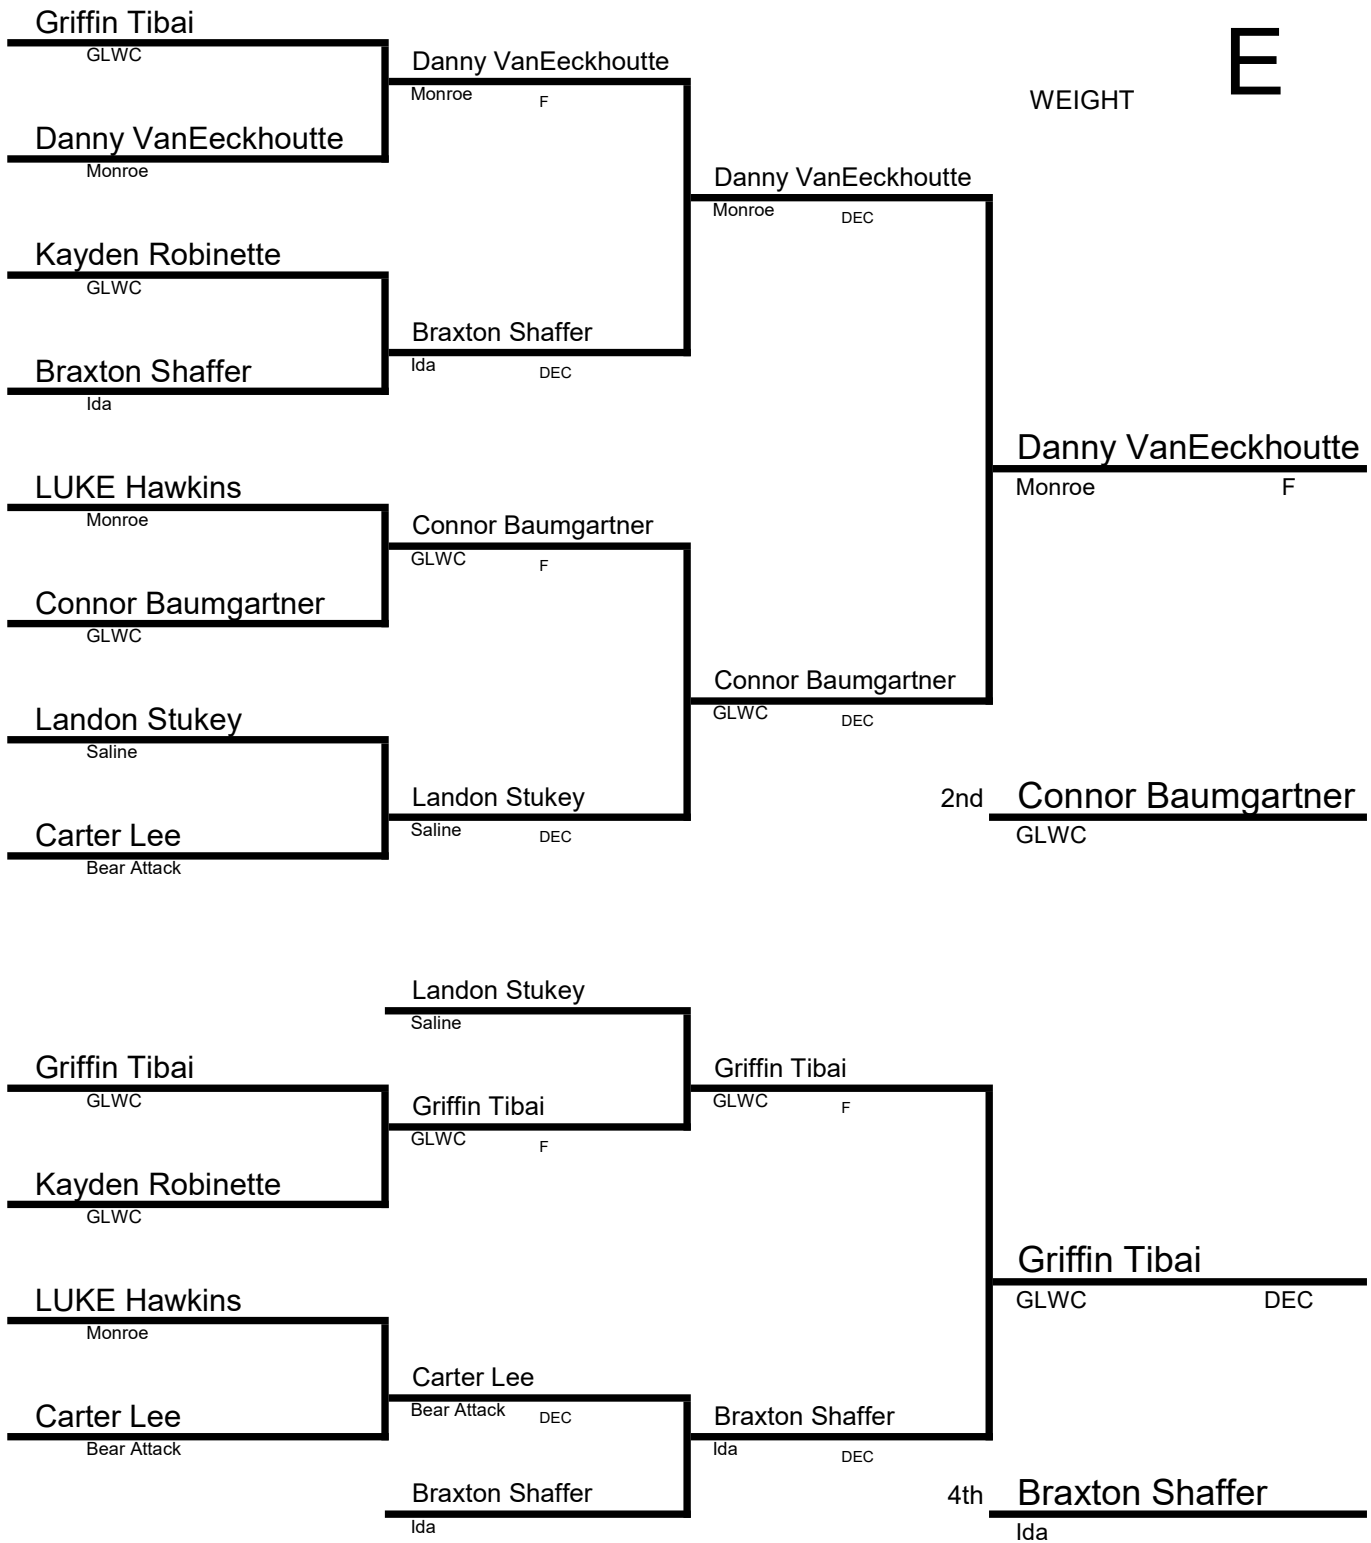 Griffin Tibai
GLWC
Danny VanEeckhoutte
Monroe
Kayden Robinette
GLWC
Braxton Shaffer
Ida
LUKE Hawkins
Monroe
Connor Baumgartner
GLWC
Landon Stukey
Saline
Carter Lee
Bear Attack
Danny VanEeckhoutte
Monroe F
Braxton Shaffer
Ida DEC
Connor Baumgartner
GLWC F
Landon Stukey
Saline DEC
Danny VanEeckhoutte
Monroe DEC
Connor Baumgartner
GLWC DEC
WEIGHT E
Danny VanEeckhoutte
Monroe F
2nd Connor Baumgartner
GLWC
Griffin Tibai
GLWC
Kayden Robinette
GLWC
LUKE Hawkins
Monroe
Carter Lee
Bear Attack
Landon Stukey
Saline
Griffin Tibai
GLWC F
Carter Lee
Bear Attack DEC
Braxton Shaffer
Ida
Griffin Tibai
GLWC F
Braxton Shaffer
Ida DEC
Griffin Tibai
GLWC DEC
4th Braxton Shaffer
Ida